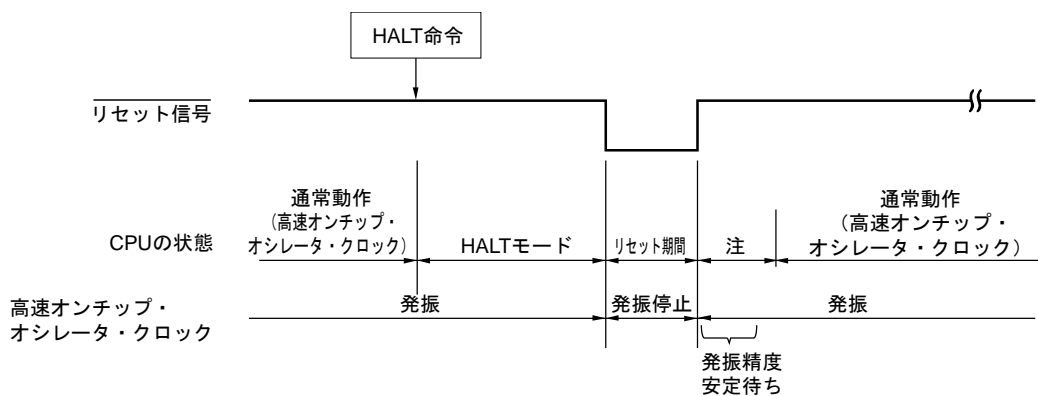 HALT命令
リセット信号
通常動作
(高速オンチップ・
オシレータ・クロック)
通常動作
(高速オンチップ・
オシレータ・クロック)
CPUの状態
HALTモード
リセット期間
注
高速オンチップ・
オシレータ・クロック
発振
発振停止
発振
発振精度
安定待ち